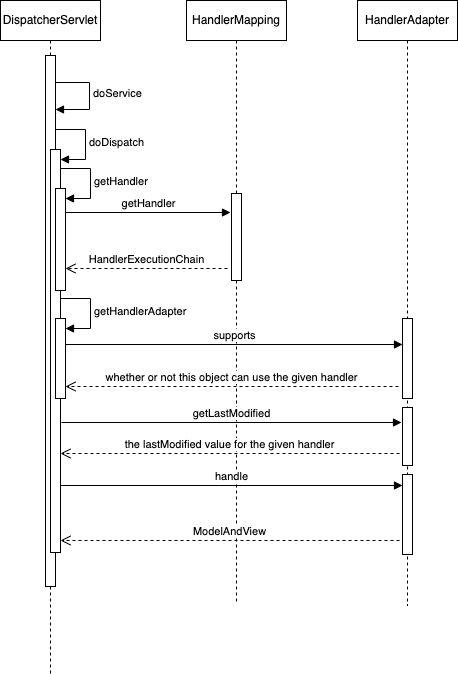 DispatcherServlet
HandlerMapping
HandlerAdapter
doService
doDispatch
getHandler
getHandler
HandlerExecutionChain
getHandlerAdapter
supports
whether or not this object can use the given handler
getLastModified
the lastModified value for the given handler
handle
ModelAndView